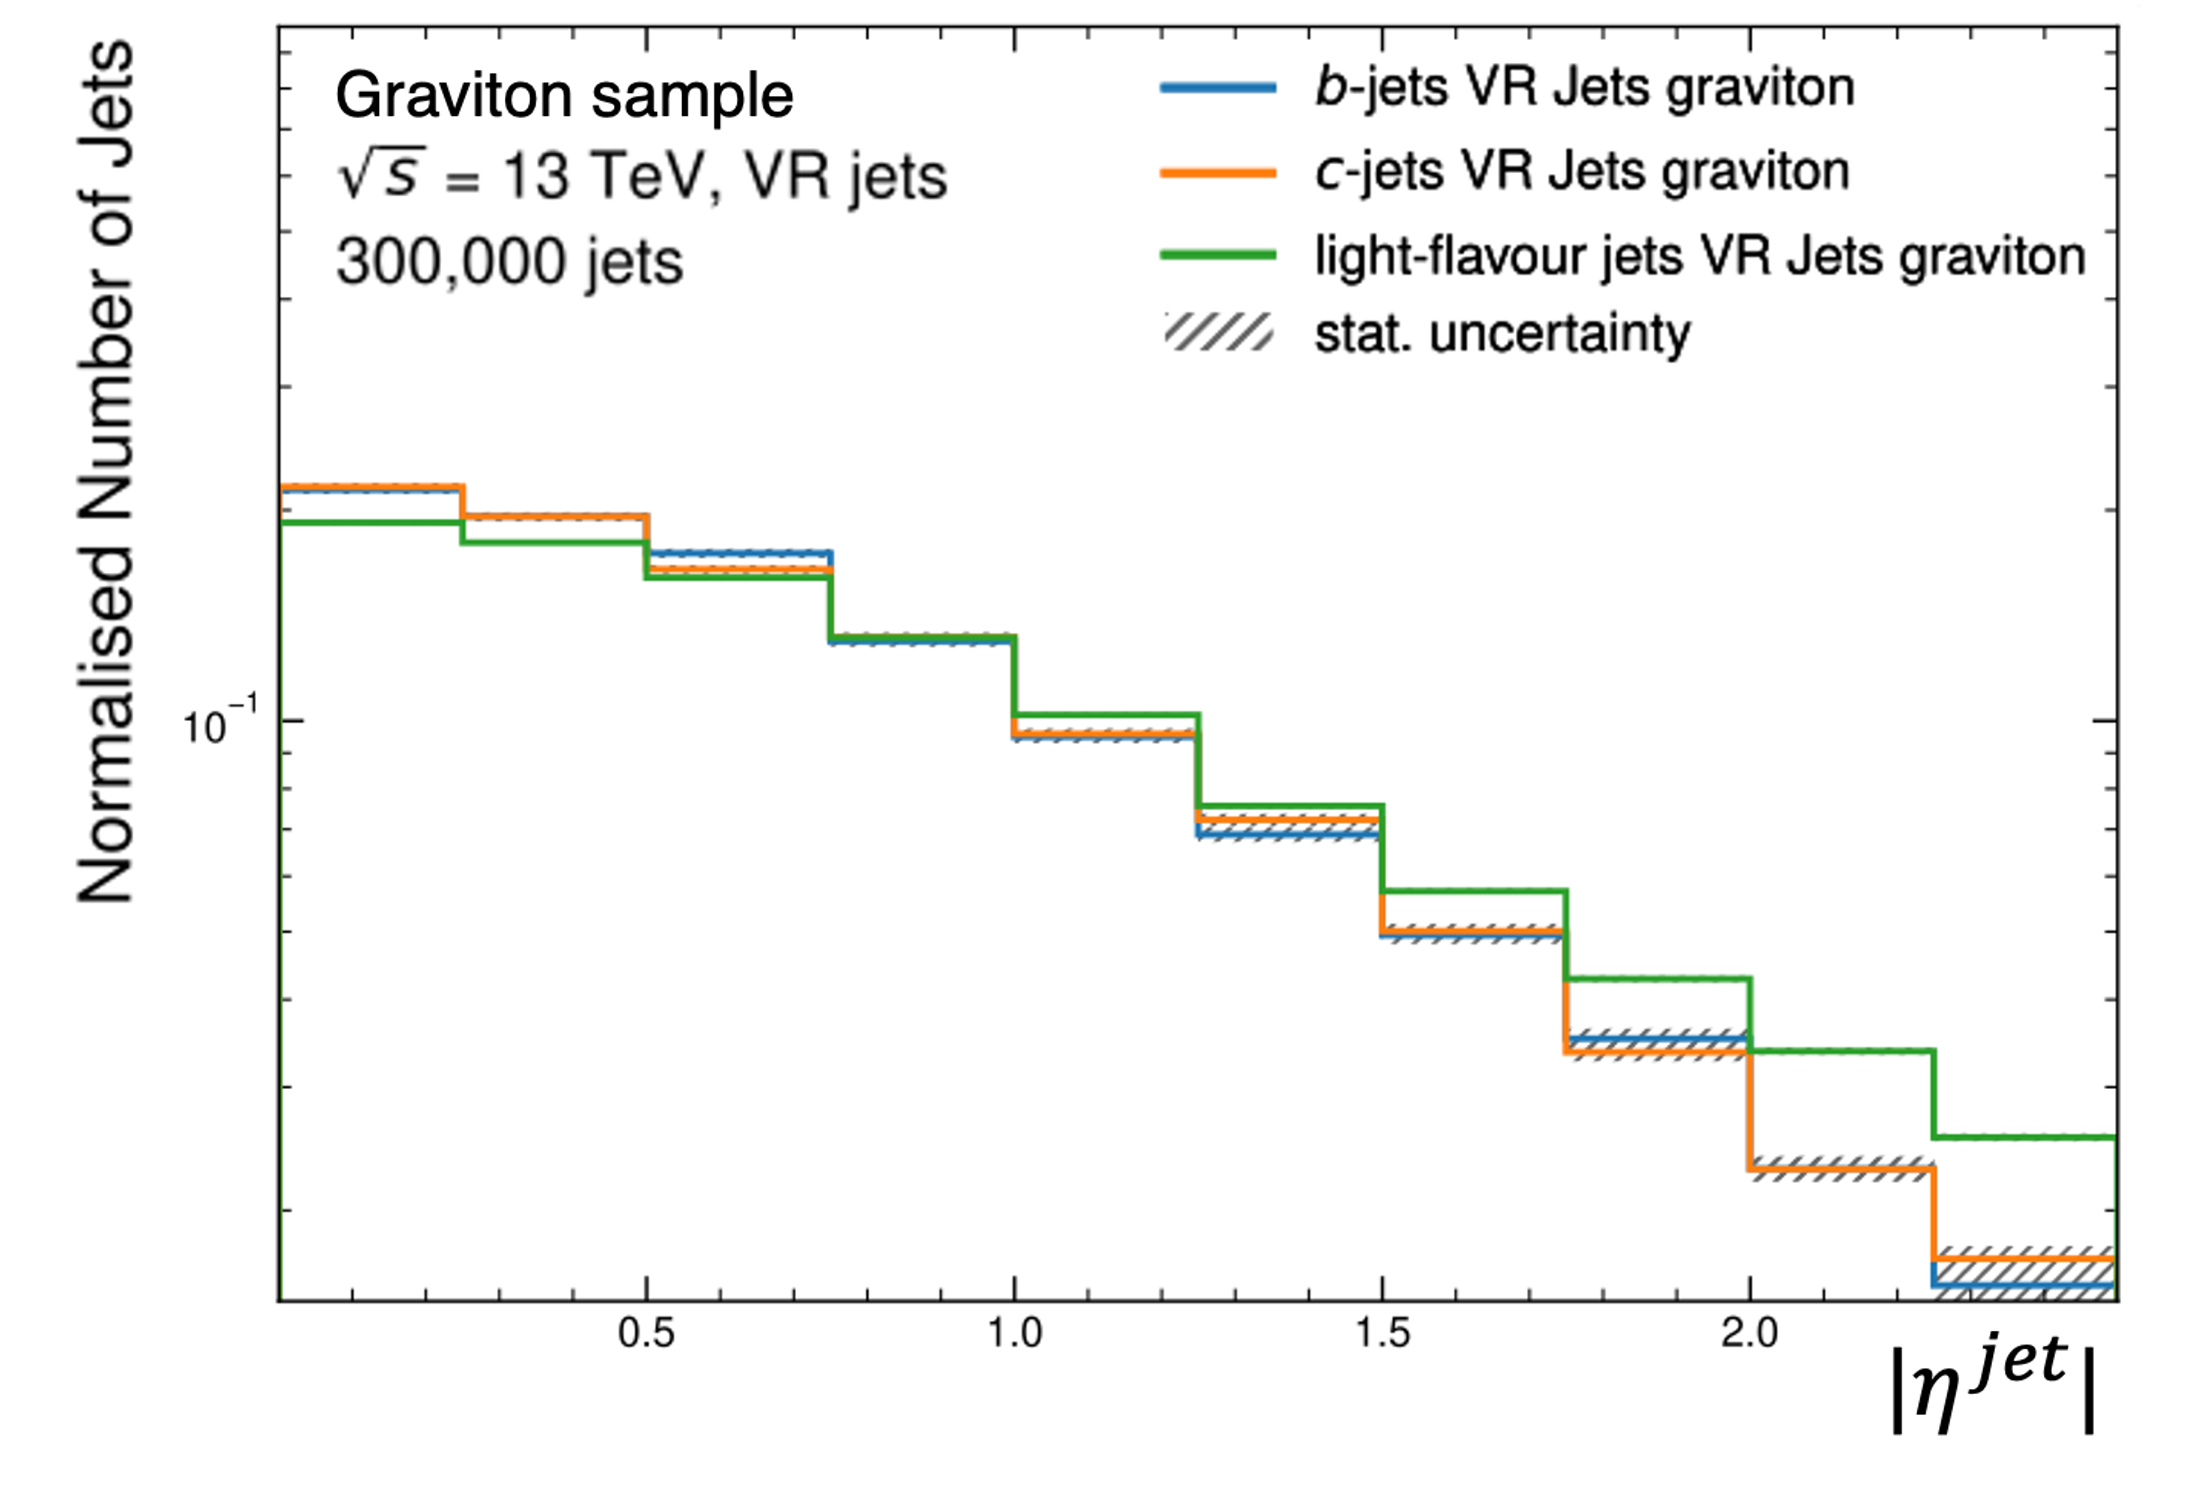 Normalised Number of Jets
Graviton sample
√s = 13 TeV, VR jets
300,000 jets
b-jets VR Jets graviton
c-jets VR Jets graviton
light-flavour jets VR Jets graviton
stat. uncertainty
10⁻¹
0.5 1.0 1.5 2.0
|η^jet|